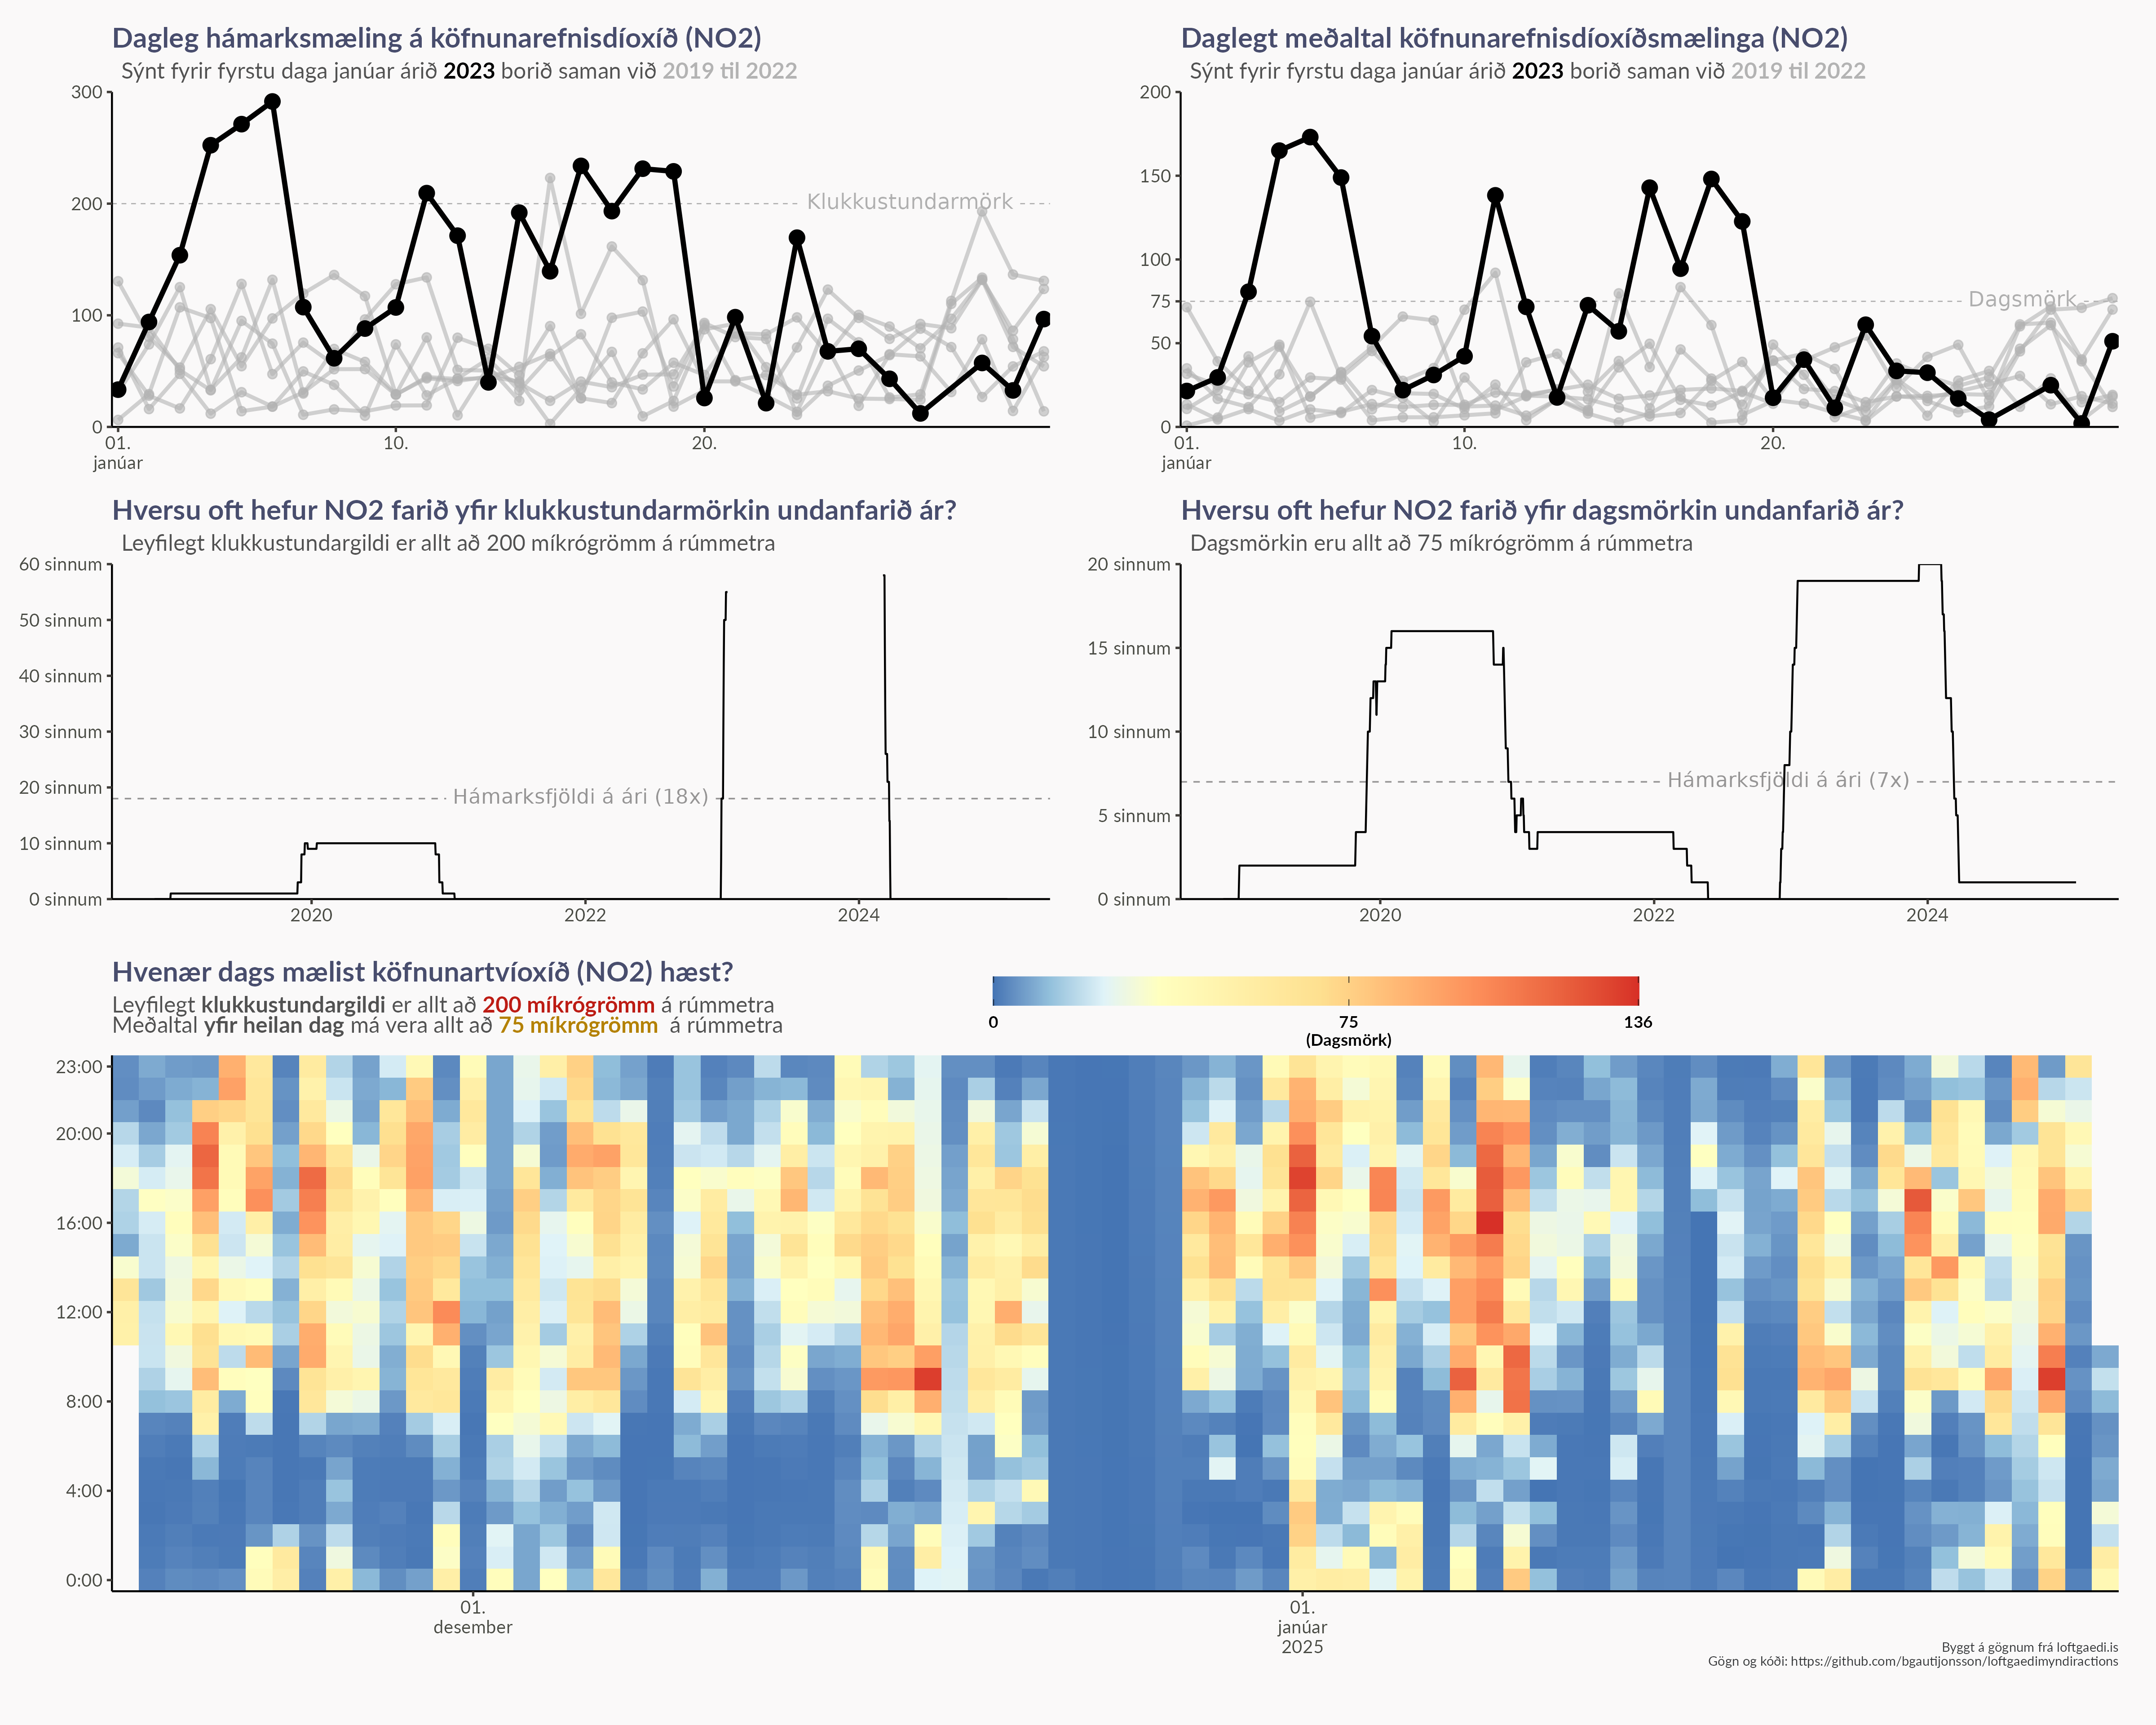 Dagleg hámarksmæling á köfnunarefnisdíoxíð (NO2)
Sýnt fyrir fyrstu daga janúar árið 2023 borið saman við 2019 til 2022
300
200
100
0
Klukkustundarmörk
01.
janúar
10.
20.
Daglegt meðaltal köfnunarefnisdíoxíðsmælinga (NO2)
Sýnt fyrir fyrstu daga janúar árið 2023 borið saman við 2019 til 2022
200
150
100
75
50
0
Dagsmörk
01.
janúar
10.
20.
Hversu oft hefur NO2 farið yfir klukkustundarmörkin undanfarið ár?
Leyfilegt klukkustundargildi er allt að 200 míkrógrömm á rúmmetra
60 sinnum
50 sinnum
40 sinnum
30 sinnum
20 sinnum
10 sinnum
0 sinnum
Hámarksfjöldi á ári (18x)
2020
2022
2024
Hversu oft hefur NO2 farið yfir dagsmörkin undanfarið ár?
Dagsmörkin eru allt að 75 míkrógrömm á rúmmetra
20 sinnum
15 sinnum
10 sinnum
5 sinnum
0 sinnum
Hámarksfjöldi á ári (7x)
2020
2022
2024
Hvenær dags mælist köfnunartvíoxíð (NO2) hæst?
Leyfilegt klukkustundargildi er allt að 200 míkrógrömm á rúmmetra
Meðaltal yfir heilan dag má vera allt að 75 míkrógrömm á rúmmetra
0
75
(Dagsmörk)
136
23:00
20:00
16:00
12:00
8:00
4:00
0:00
01.
desember
01.
janúar
2025
Byggt á gögnum frá loftgaedi.is
Gögn og kóði: https://github.com/bgautijonsson/loftgaedimyndiractions